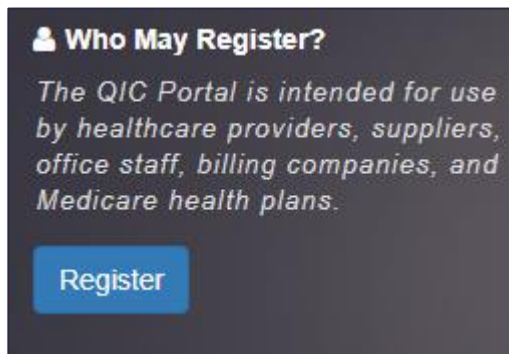 Who May Register?
The QIC Portal is intended for use
by healthcare providers, suppliers,
office staff, billing companies, and
Medicare health plans.
Register